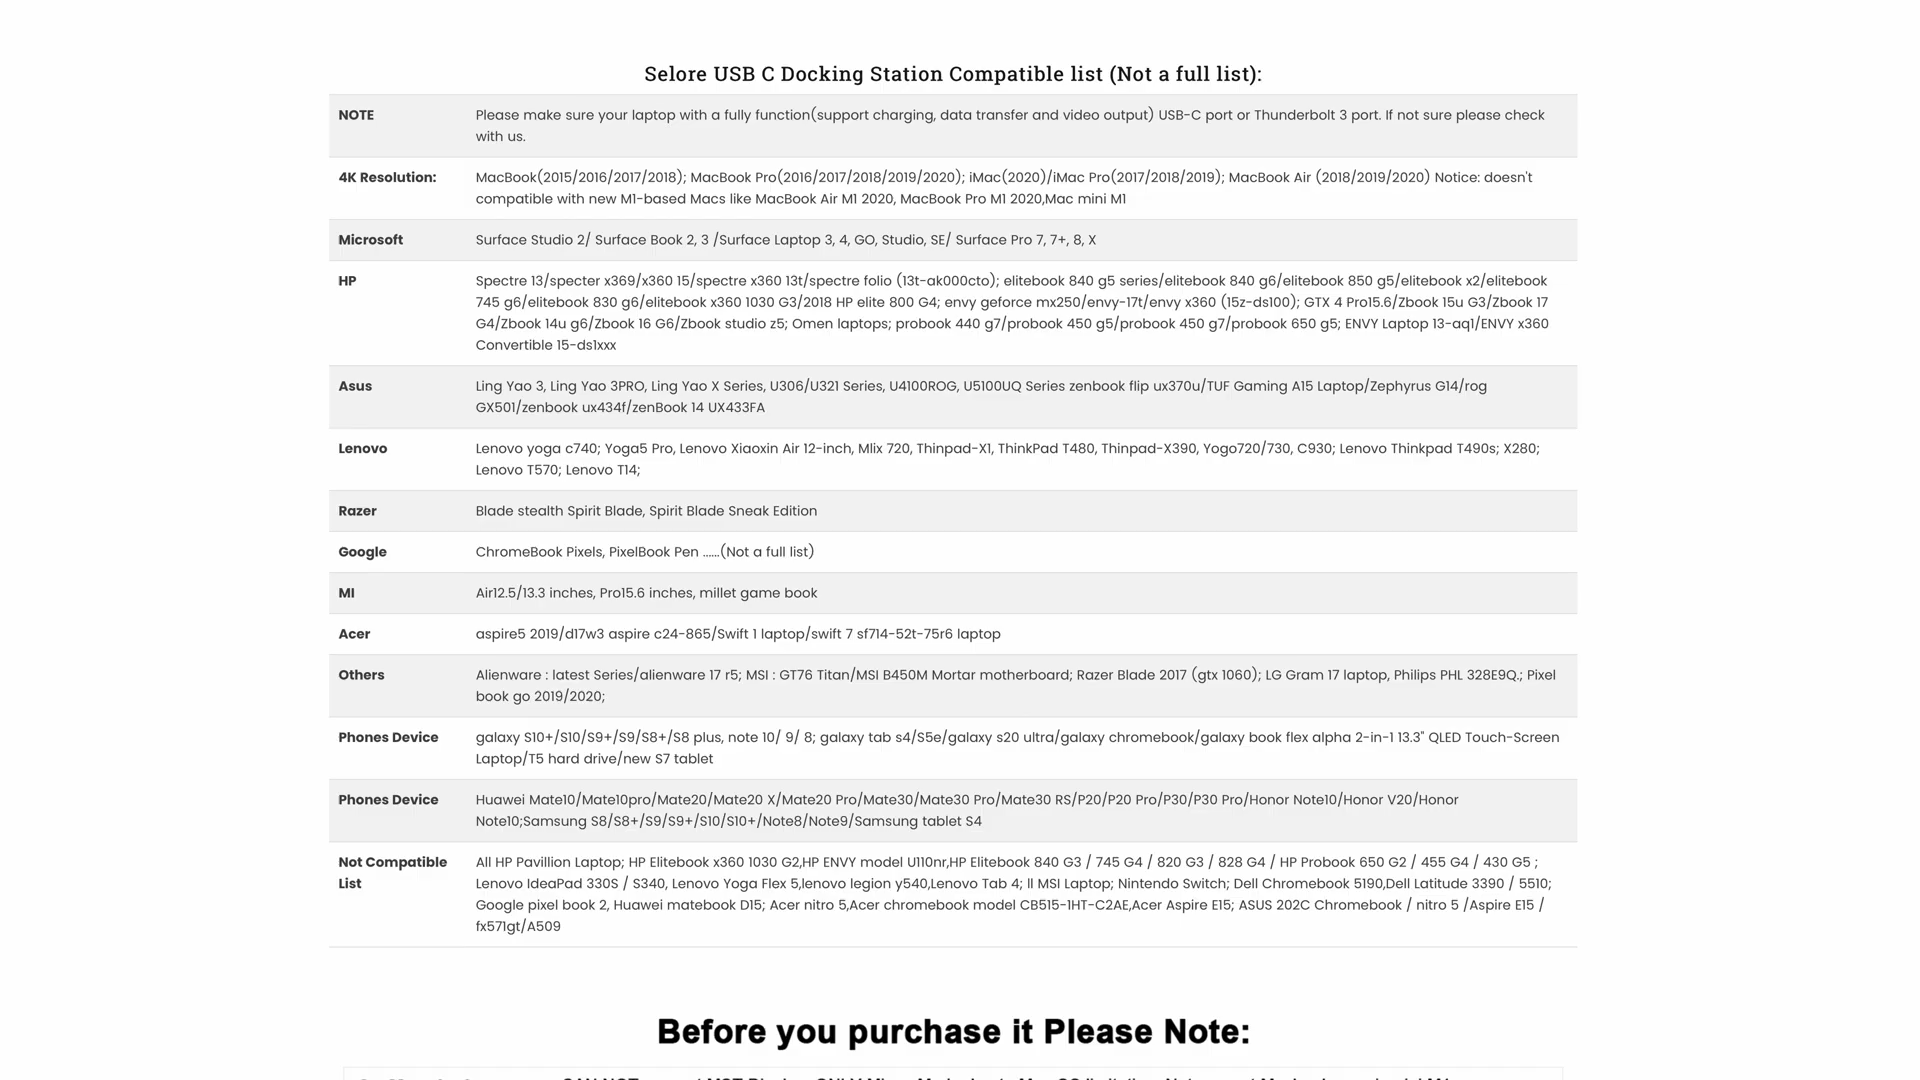 Selore USB C Docking Station Compatible list (Not a full list):
NOTE
Please make sure your laptop with a fully function(support charging, data transfer and video output) USB-C port or Thunderbolt 3 port. If not sure please check
with us.
4K Resolution:
MacBook(2015/2016/2017/2018); MacBook Pro(2016/2017/2018/2019/2020); iMac(2020)/iMac Pro(2017/2018/2019); MacBook Air (2018/2019/2020) Notice: doesn't
compatible with new M1-based Macs like MacBook Air M1 2020, MacBook Pro M1 2020,Mac mini M1
Microsoft
Surface Studio 2/ Surface Book 2, 3 /Surface Laptop 3, 4, GO, Studio, SE/ Surface Pro 7, 7+, 8, X
HP
Spectre 13/specter x369/x360 15/spectre x360 13t/spectre folio (13t-ak000cto); elitebook 840 g5 series/elitebook 840 g6/elitebook 850 g5/elitebook x2/elitebook
745 g6/elitebook 830 g6/elitebook x360 1030 G3/2018 HP elite 800 G4; envy geforce mx250/envy-17t/envy x360 (15z-ds100); GTX 4 Pro15.6/Zbook 15u G3/Zbook 17
G4/Zbook 14u g6/Zbook 16 G6/Zbook studio z5; Omen laptops; probook 440 g7/probook 450 g5/probook 450 g7/probook 650 g5; ENVY Laptop 13-aq1/ENVY x360
Convertible 15-ds1xxx
Asus
Ling Yao 3, Ling Yao 3PRO, Ling Yao X Series, U306/U321 Series, U4100ROG, U5100UQ Series zenbook flip ux370u/TUF Gaming A15 Laptop/Zephyrus G14/rog
GX501/zenbook ux434f/zenBook 14 UX433FA
Lenovo
Lenovo yoga c740; Yoga5 Pro, Lenovo Xiaoxin Air 12-inch, Mlix 720, Thinpad-X1, ThinkPad T480, Thinpad-X390, Yogo720/730, C930; Lenovo Thinkpad T490s; X280;
Lenovo T570; Lenovo T14;
Razer
Blade stealth Spirit Blade, Spirit Blade Sneak Edition
Google
ChromeBook Pixels, PixelBook Pen ......(Not a full list)
MI
Air12.5/13.3 inches, Pro15.6 inches, millet game book
Acer
aspire5 2019/d17w3 aspire c24-865/Swift 1 laptop/swift 7 sf714-52t-75r6 laptop
Others
Alienware : latest Series/alienware 17 r5; MSI : GT76 Titan/MSI B450M Mortar motherboard; Razer Blade 2017 (gtx 1060); LG Gram 17 laptop, Philips PHL 328E9Q.; Pixel
book go 2019/2020;
Phones Device
galaxy S10+/S10/S9+/S9/S8+/S8 plus, note 10/ 9/ 8; galaxy tab s4/S5e/galaxy s20 ultra/galaxy chromebook/galaxy book flex alpha 2-in-1 13.3" QLED Touch-Screen
Laptop/T5 hard drive/new S7 tablet
Phones Device
Huawei Mate10/Mate10pro/Mate20/Mate20 X/Mate20 Pro/Mate30/Mate30 Pro/Mate30 RS/P20/P20 Pro/P30/P30 Pro/Honor Note10/Honor V20/Honor
Note10;Samsung S8/S8+/S9/S9+/S10/S10+/Note8/Note9/Samsung tablet S4
Not Compatible
List
All HP Pavillion Laptop; HP Elitebook x360 1030 G2,HP ENVY model U110nr,HP Elitebook 840 G3 / 745 G4 / 820 G3 / 828 G4 / HP Probook 650 G2 / 455 G4 / 430 G5 ;
Lenovo IdeaPad 330S / S340, Lenovo Yoga Flex 5,lenovo legion y540,Lenovo Tab 4; ll MSI Laptop; Nintendo Switch; Dell Chromebook 5190,Dell Latitude 3390 / 5510;
Google pixel book 2, Huawei matebook D15; Acer nitro 5,Acer chromebook model CB515-1HT-C2AE,Acer Aspire E15; ASUS 202C Chromebook / nitro 5 /Aspire E15 /
fx571gt/A509
Before you purchase it Please Note: